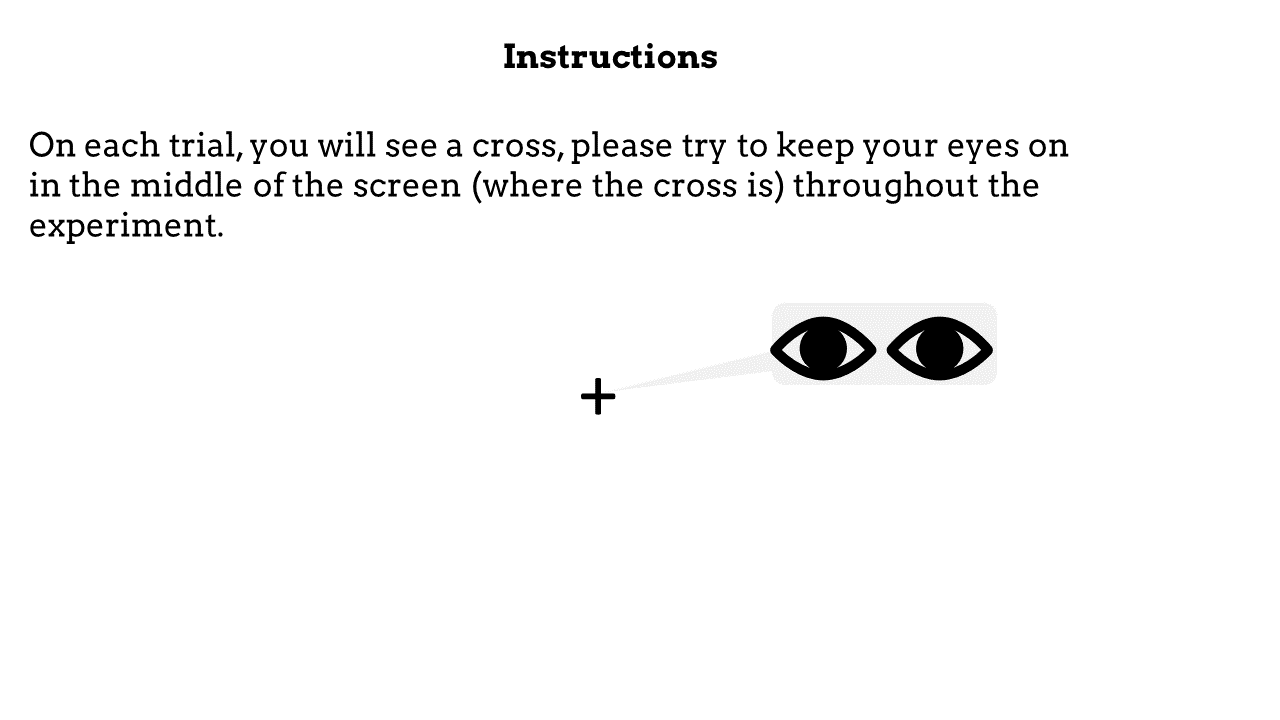 Instructions
On each trial, you will see a cross, please try to keep your eyes on
in the middle of the screen (where the cross is) throughout the
experiment.